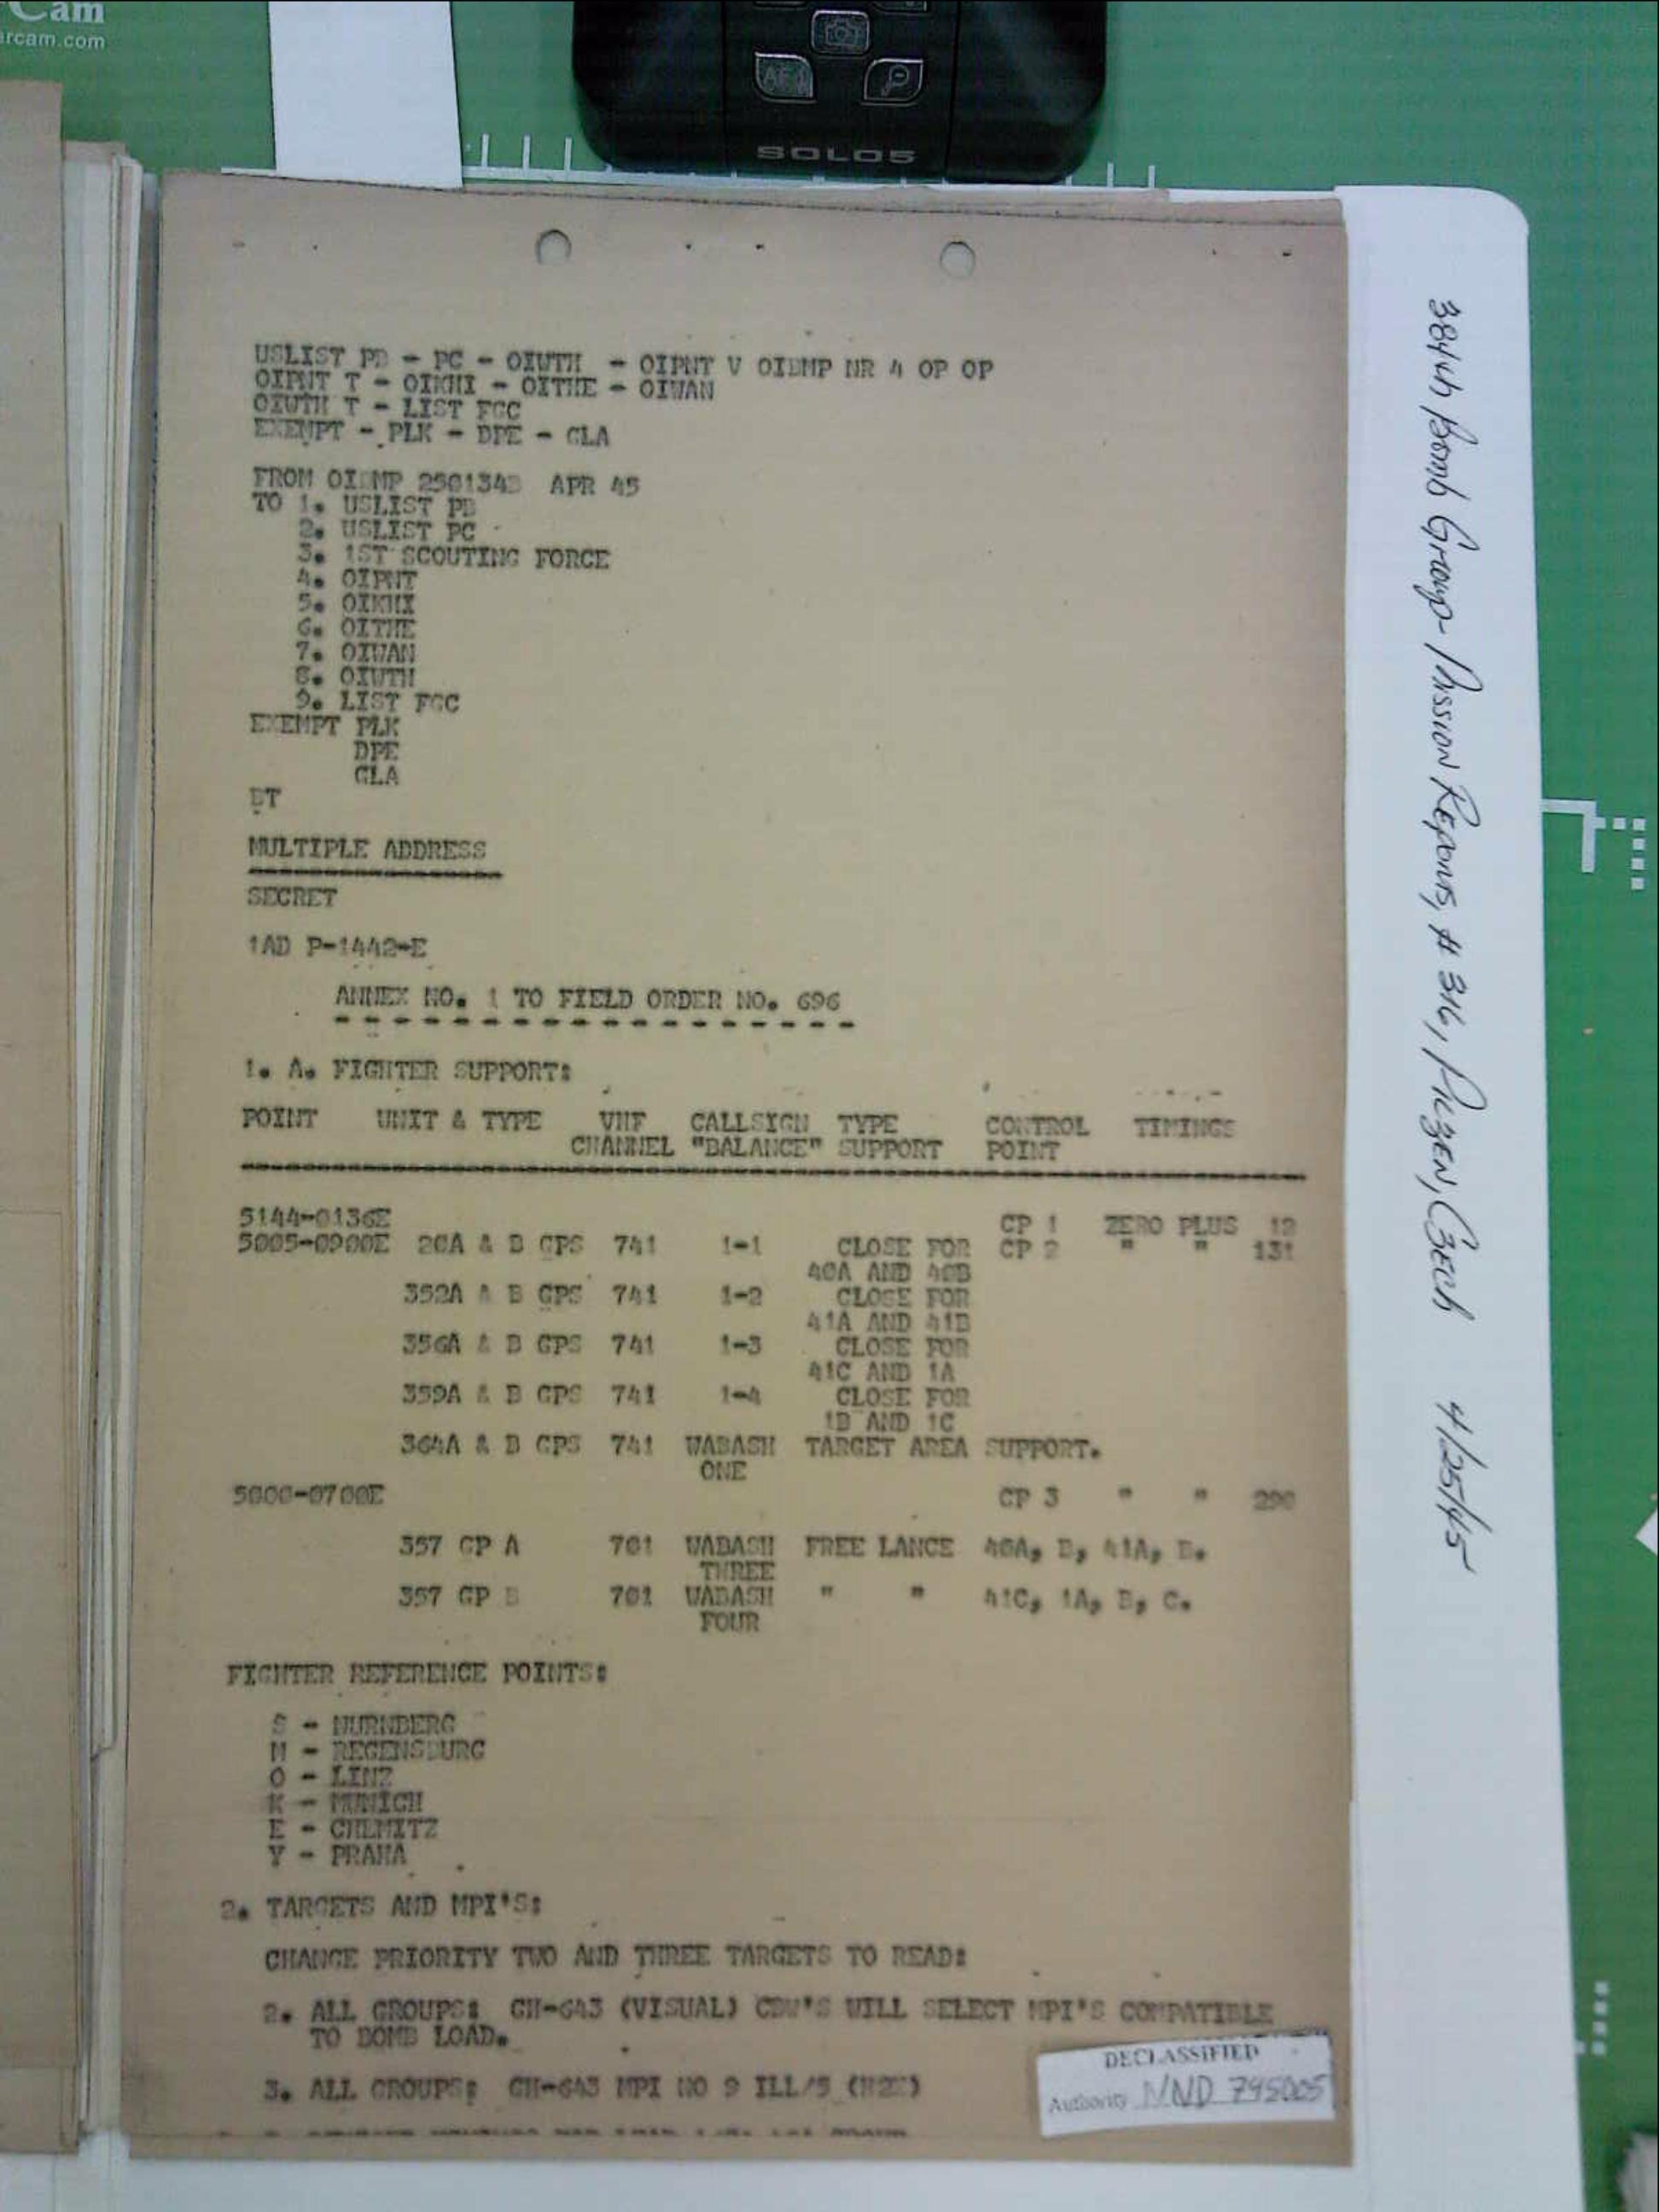 Cam
arcam.com
SOLO5
USLIST PB - PC - OIUTH - OIPNT V OIBMP NR 4 OP OP
OIPNT T - OIKHI - OITHE - OIWAN
OIUTH T - LIST FCC
EXEMPT - PLK - DPE - GLA
FROM OIBMP 250134B APR 45
TO 1. USLIST PB
2. USLIST PC
3. 1ST SCOUTING FORCE
4. OIPNT
5. OIKHI
6. OITHE
7. OIWAN
8. OIUTH
9. LIST FCC
EXEMPT PLK
DPE
GLA
BT
MULTIPLE ADDRESS
SECRET
1AD P-1442-E
ANNEX NO. 1 TO FIELD ORDER NO. 696
1. A. FIGHTER SUPPORT:
POINT UNIT & TYPE VHF CALLSIGN TYPE CONTROL TIMINGS
CHANNEL "BALANCE" SUPPORT POINT
5144-0136E CP 1 ZERO PLUS 12
5005-0900E 20A & B GPS 741 1-1 CLOSE FOR CP 2 " " 131
40A AND 40B
352A & B GPS 741 1-2 CLOSE FOR
41A AND 41B
356A & B GPS 741 1-3 CLOSE FOR
41C AND 1A
359A & B GPS 741 1-4 CLOSE FOR
1B AND 1C
364A & B GPS 741 WABASH TARGET AREA SUPPORT.
ONE
5000-0700E CP 3 " " 290
357 GP A 701 WABASH FREE LANCE 40A, B, 41A, B.
THREE
357 GP B 701 WABASH " " 41C, 1A, B, C.
FOUR
FIGHTER REFERENCE POINTS:
S - NURNBERG
M - REGENSBURG
O - LINZ
K - MUNICH
E - CHEMITZ
Y - PRAHA
2. TARGETS AND MPI'S:
CHANGE PRIORITY TWO AND THREE TARGETS TO READ:
2. ALL GROUPS: GH-643 (VISUAL) CBW'S WILL SELECT MPI'S COMPATIBLE
TO BOMB LOAD.
3. ALL GROUPS: GH-643 MPI NO 9 ILL/5 (H2X)
DECLASSIFIED
Authority NND 745005
384th Bomb Group - Mission Reports, # 316, Pilzen, Czech 4/25/45